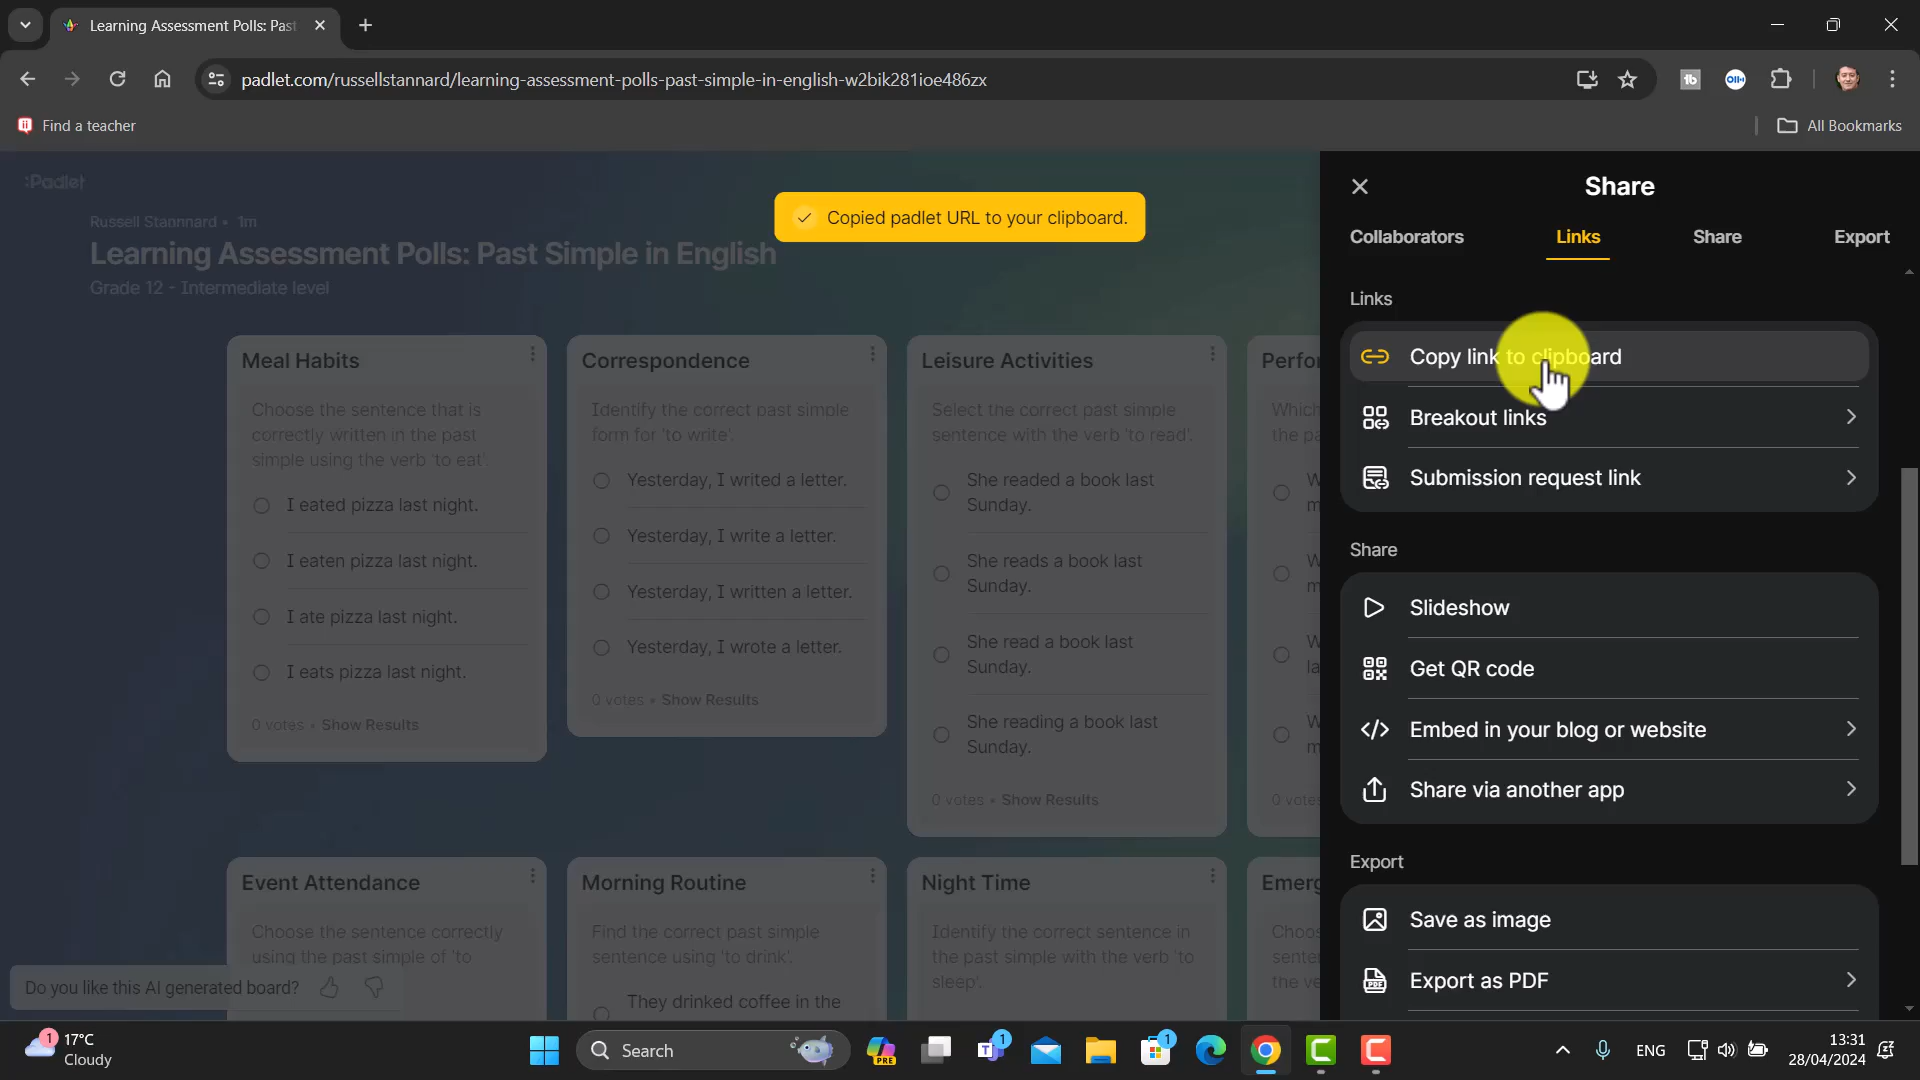 Learning Assessment Polls: Past
padlet.com/russellstannard/learning-assessment-polls-past-simple-in-english-w2bik281ioe486zx
Find a teacher
All Bookmarks
:Padlet
Russell Stannnard • 1m
Learning Assessment Polls: Past Simple in English
Grade 12 - Intermediate level
Copied padlet URL to your clipboard.
Meal Habits
Choose the sentence that is
correctly written in the past
simple using the verb 'to eat'.
I eated pizza last night.
I eaten pizza last night.
I ate pizza last night.
I eats pizza last night.
0 votes • Show Results
Correspondence
Identify the correct past simple
form for 'to write'.
Yesterday, I writed a letter.
Yesterday, I write a letter.
Yesterday, I written a letter.
Yesterday, I wrote a letter.
0 votes • Show Results
Leisure Activities
Select the correct past simple
sentence with the verb 'to read'.
She readed a book last
Sunday.
She reads a book last
Sunday.
She read a book last
Sunday.
She reading a book last
Sunday.
0 votes • Show Results
Event Attendance
Choose the sentence correctly
using the past simple of 'to
Morning Routine
Find the correct past simple
sentence using 'to drink'.
They drinked coffee in the
Night Time
Identify the correct sentence in
the past simple with the verb 'to
sleep'.
Do you like this AI generated board?
Share
Collaborators
Links
Share
Export
Links
Copy link to clipboard
Breakout links
Submission request link
Share
Slideshow
Get QR code
Embed in your blog or website
Share via another app
Export
Save as image
Export as PDF
1
17°C
Cloudy
Search
PRE
1
1
ENG
13:31
28/04/2024